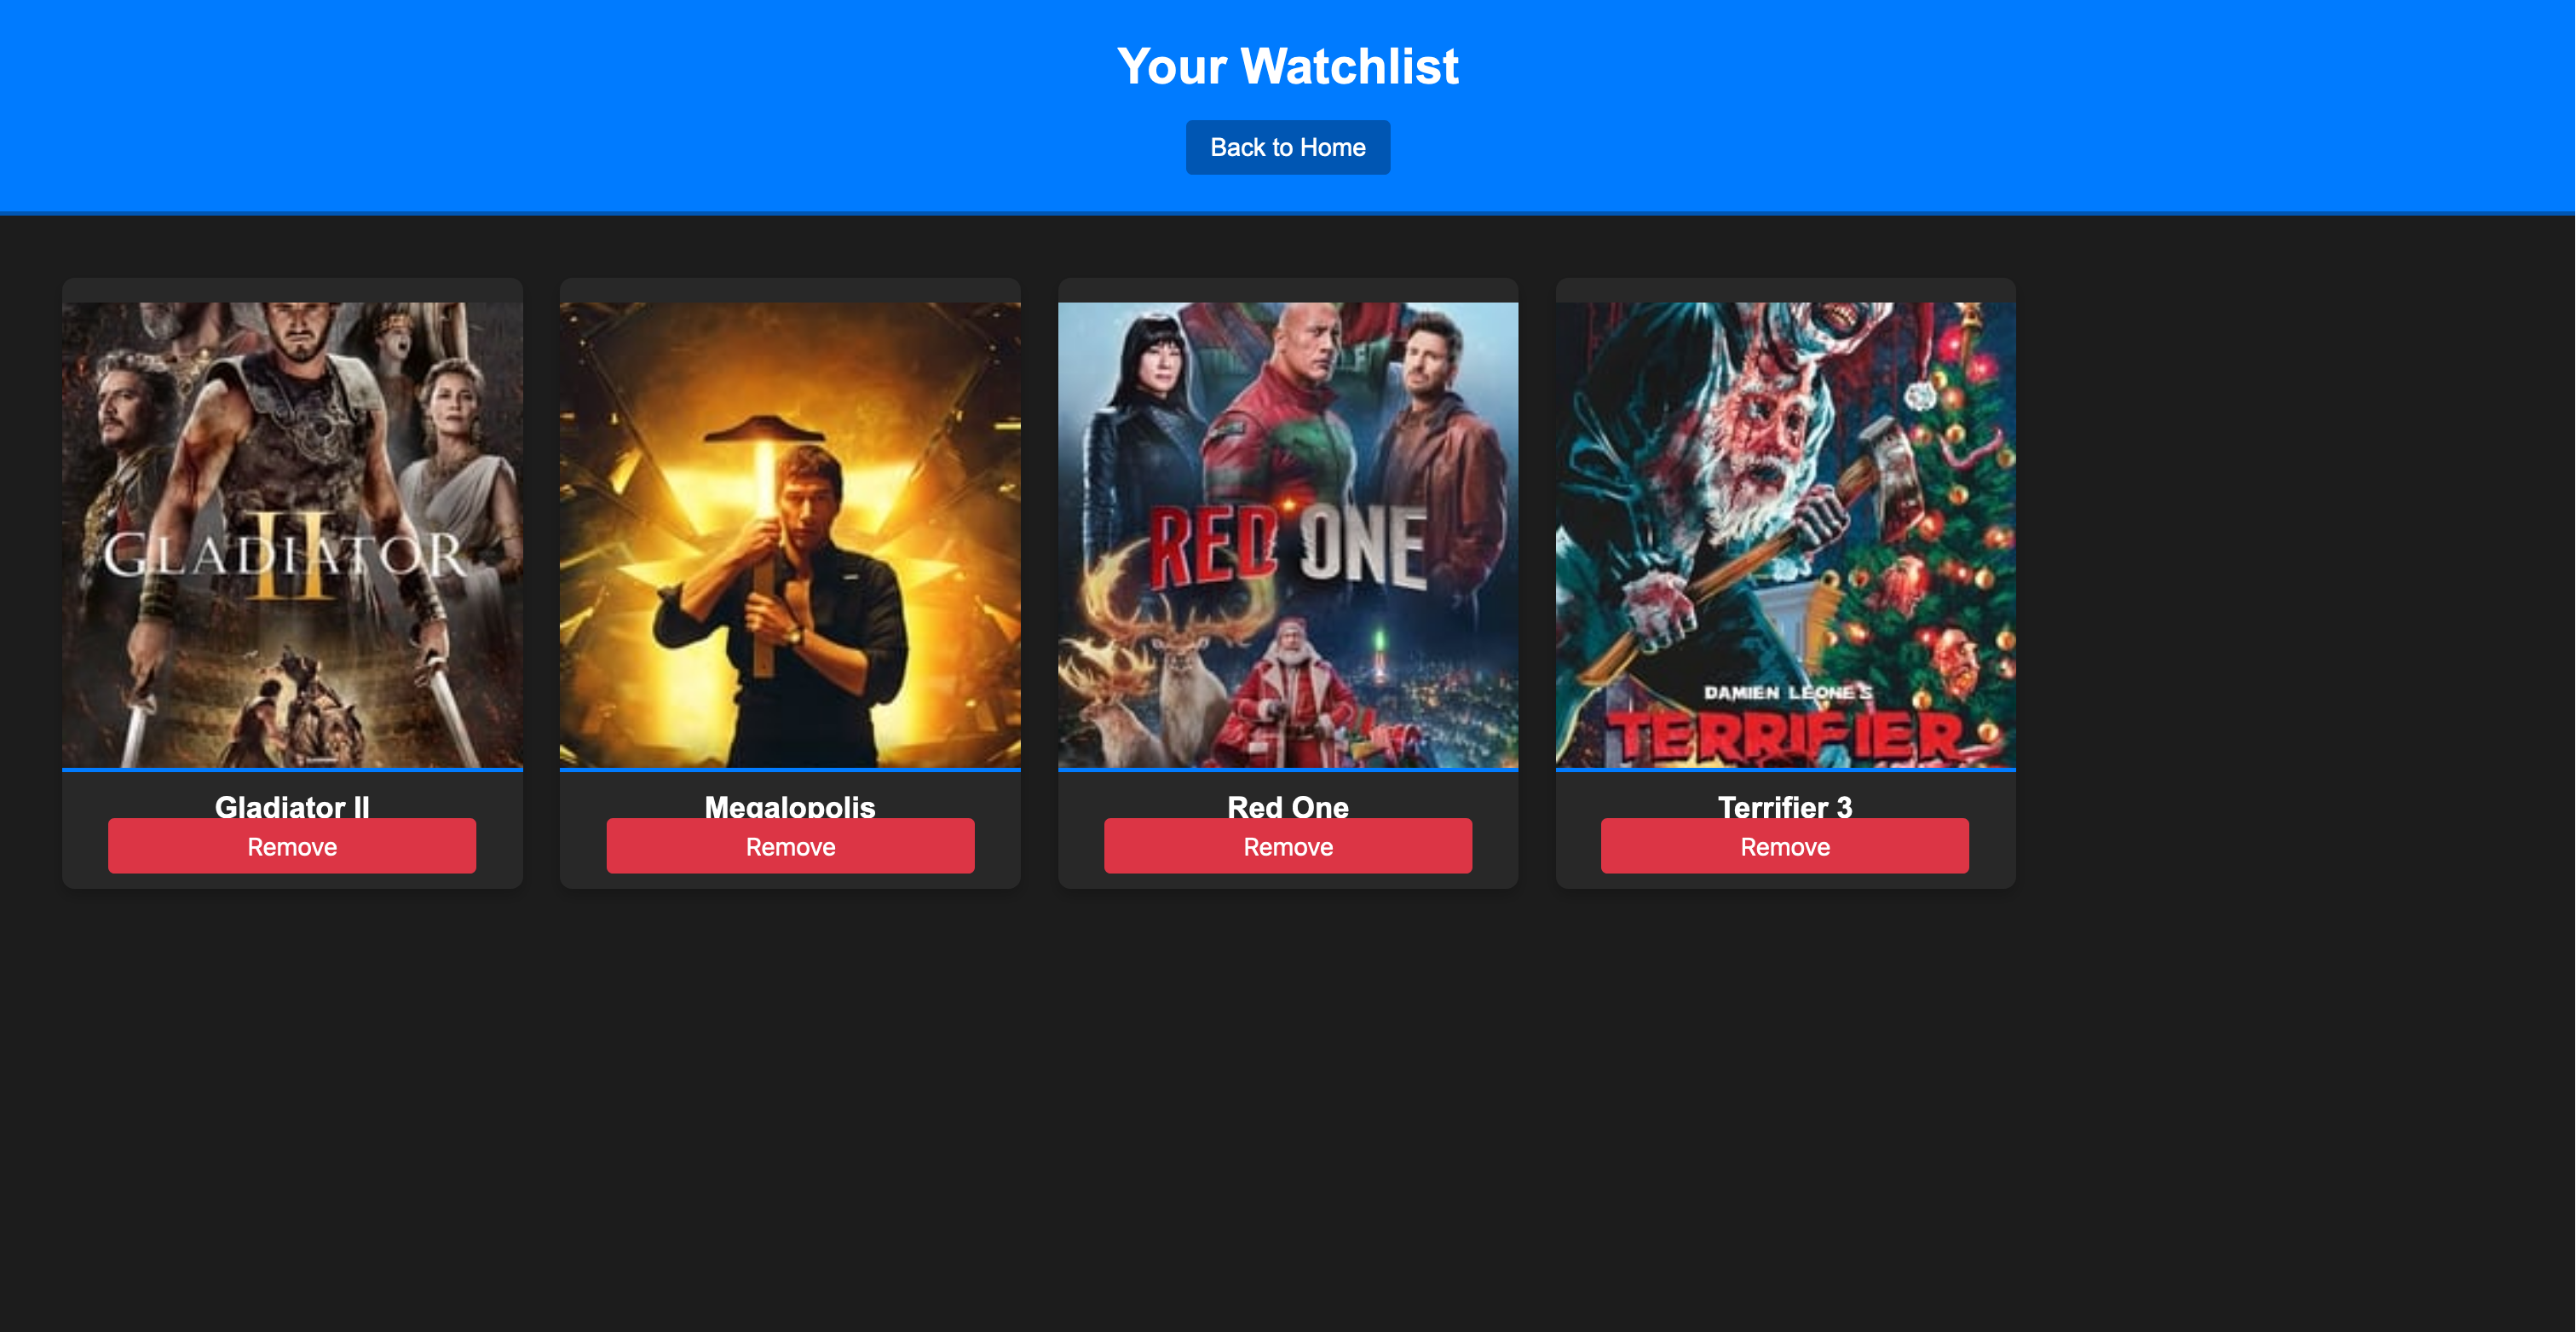 Your Watchlist
Back to Home
GLADIATOR
II
RED ONE
DAMIEN LEONE'S
TERRIFIER
Gladiator II
Megalopolis
Red One
Terrifier 3
Remove
Remove
Remove
Remove